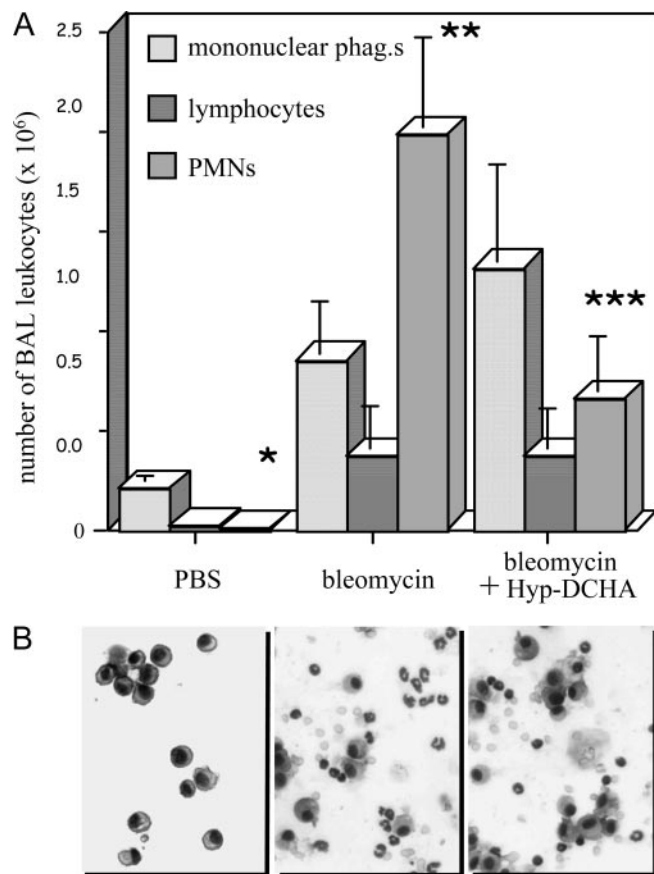 A
number of BAL leukocytes (x 10⁶)
2.5
2.0
1.5
1.0
0.5
0.0
0
mononuclear phag.s
lymphocytes
PMNs
*
**
***
PBS
bleomycin
bleomycin
+ Hyp-DCHA
B